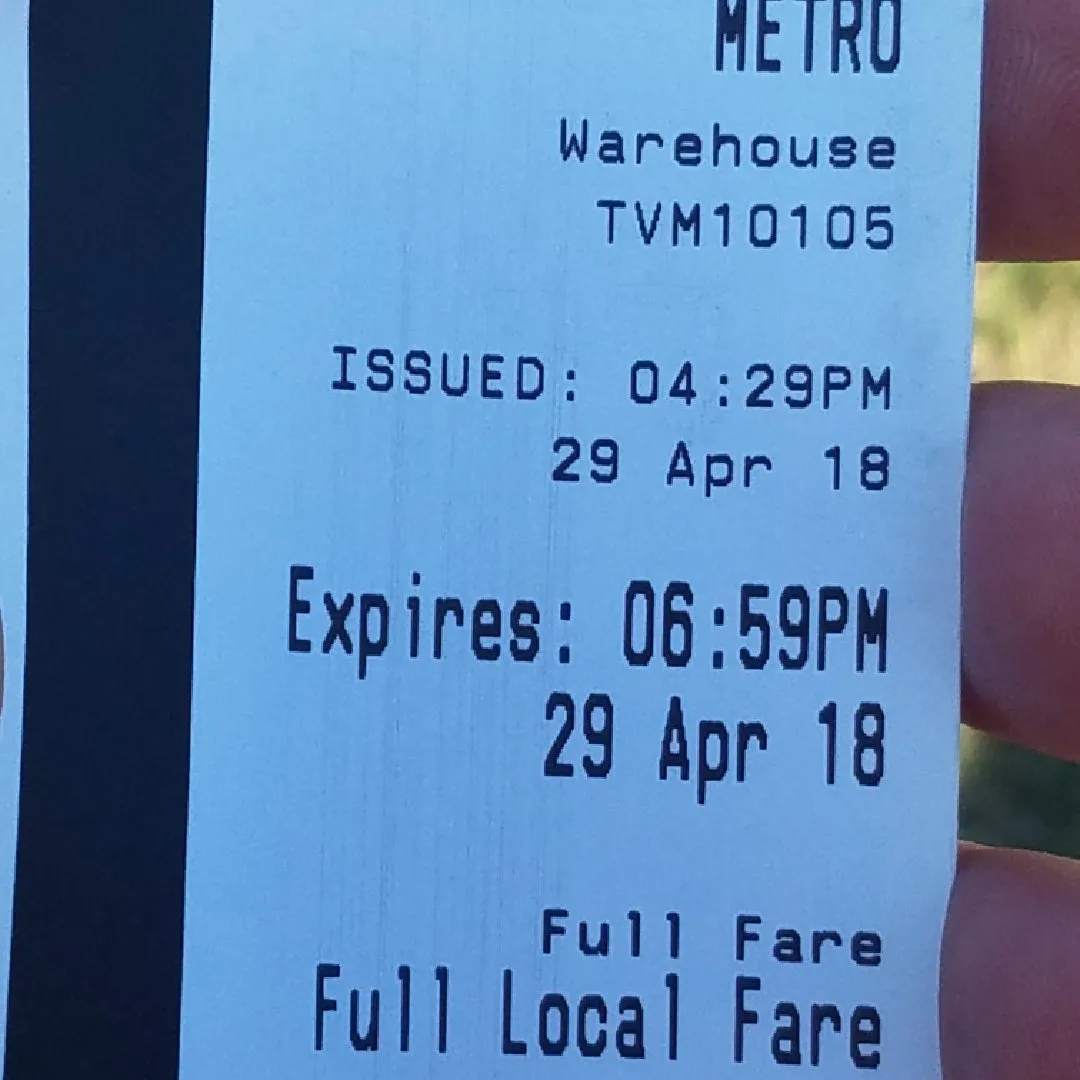 METRO
Warehouse
TVM10105
ISSUED: 04:29PM
29 Apr 18
Expires: 06:59PM
29 Apr 18
Full Fare
Full Local Fare